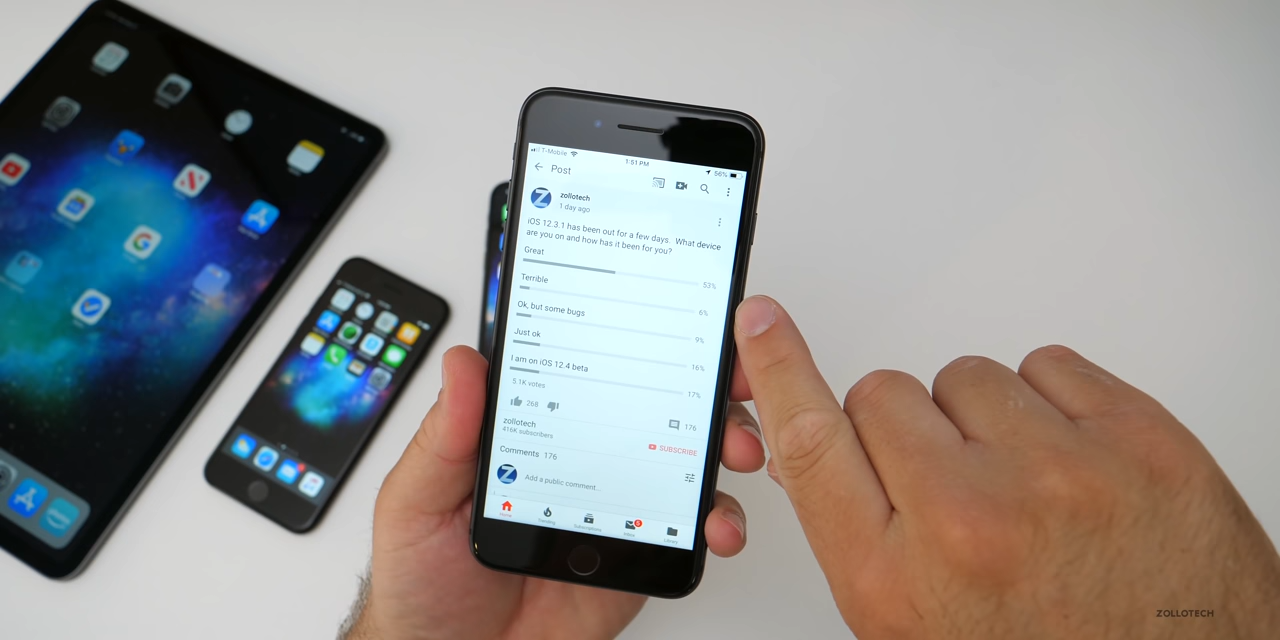 T-Mobile
1:51 PM
56%
Post
zollotech
1 day ago
iOS 12.3.1 has been out for a few days. What device
are you on and how has it been for you?
Great
53%
Terrible
6%
Ok, but some bugs
9%
Just ok
16%
I am on iOS 12.4 beta
17%
5.1K votes
268
176
zollotech
416K subscribers
SUBSCRIBE
Comments 176
Add a public comment...
Home
Trending
Subscriptions
Inbox
Library
5
ZOLLOTECH